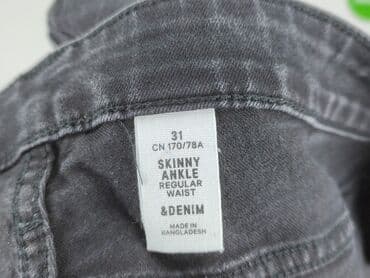 31
CN 170/78A
SKINNY
ANKLE
REGULAR
WAIST
&DENIM
MADE IN
BANGLADESH